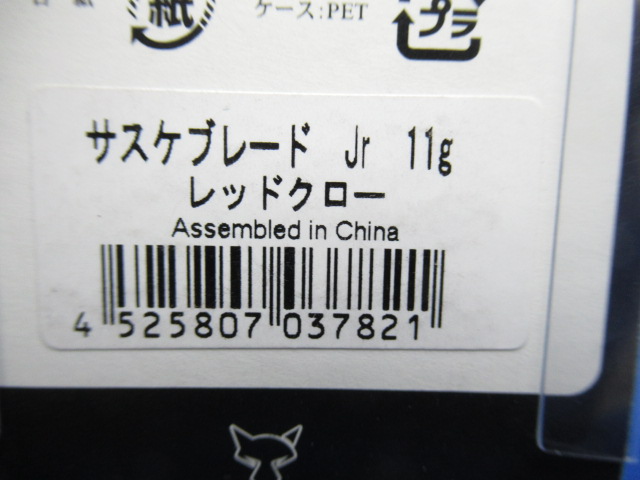 紙
ケース:PET
プラ
サスケブレード Jr 11g
レッドクロー
Assembled in China
4 525807 037821